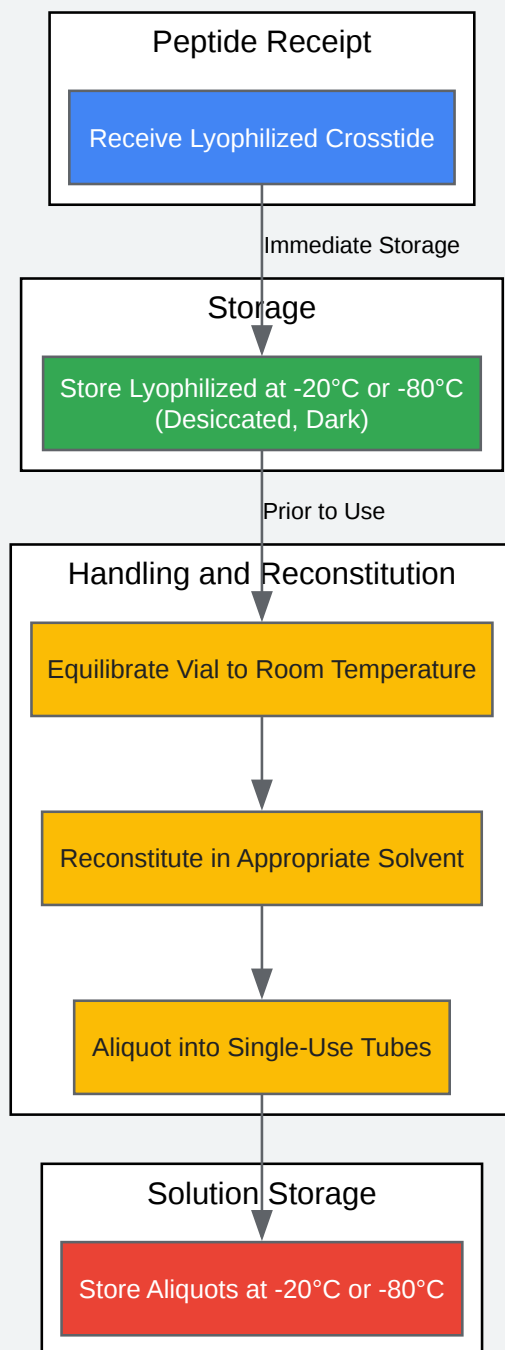 Peptide Receipt
Receive Lyophilized Crosstide
Immediate Storage
Storage
Store Lyophilized at -20°C or -80°C
(Desiccated, Dark)
Prior to Use
Handling and Reconstitution
Equilibrate Vial to Room Temperature
Reconstitute in Appropriate Solvent
Aliquot into Single-Use Tubes
Solution Storage
Store Aliquots at -20°C or -80°C